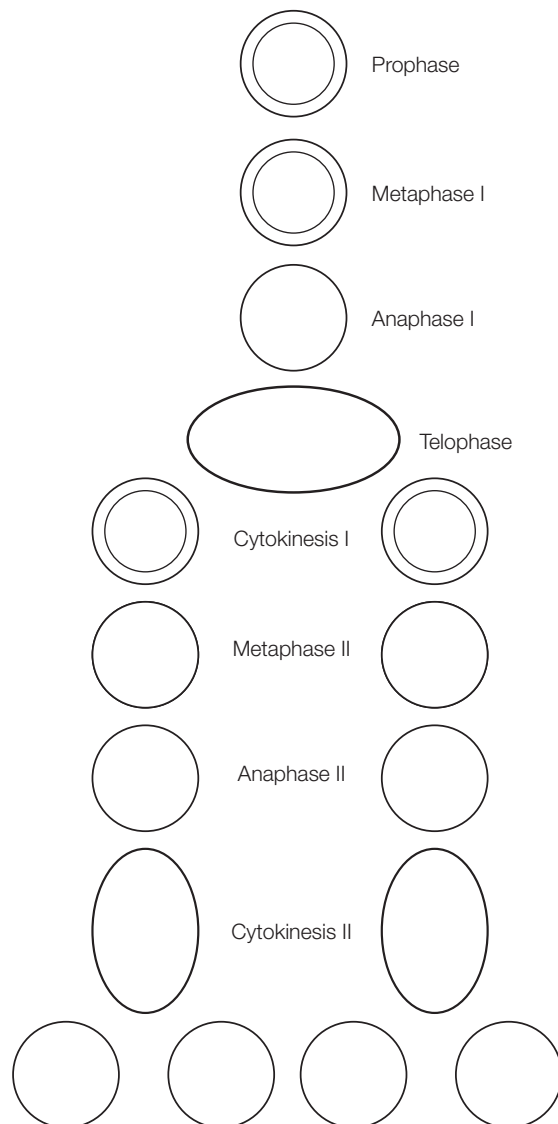 Prophase
Metaphase I
Anaphase I
Telophase
Cytokinesis I
Metaphase II
Anaphase II
Cytokinesis II